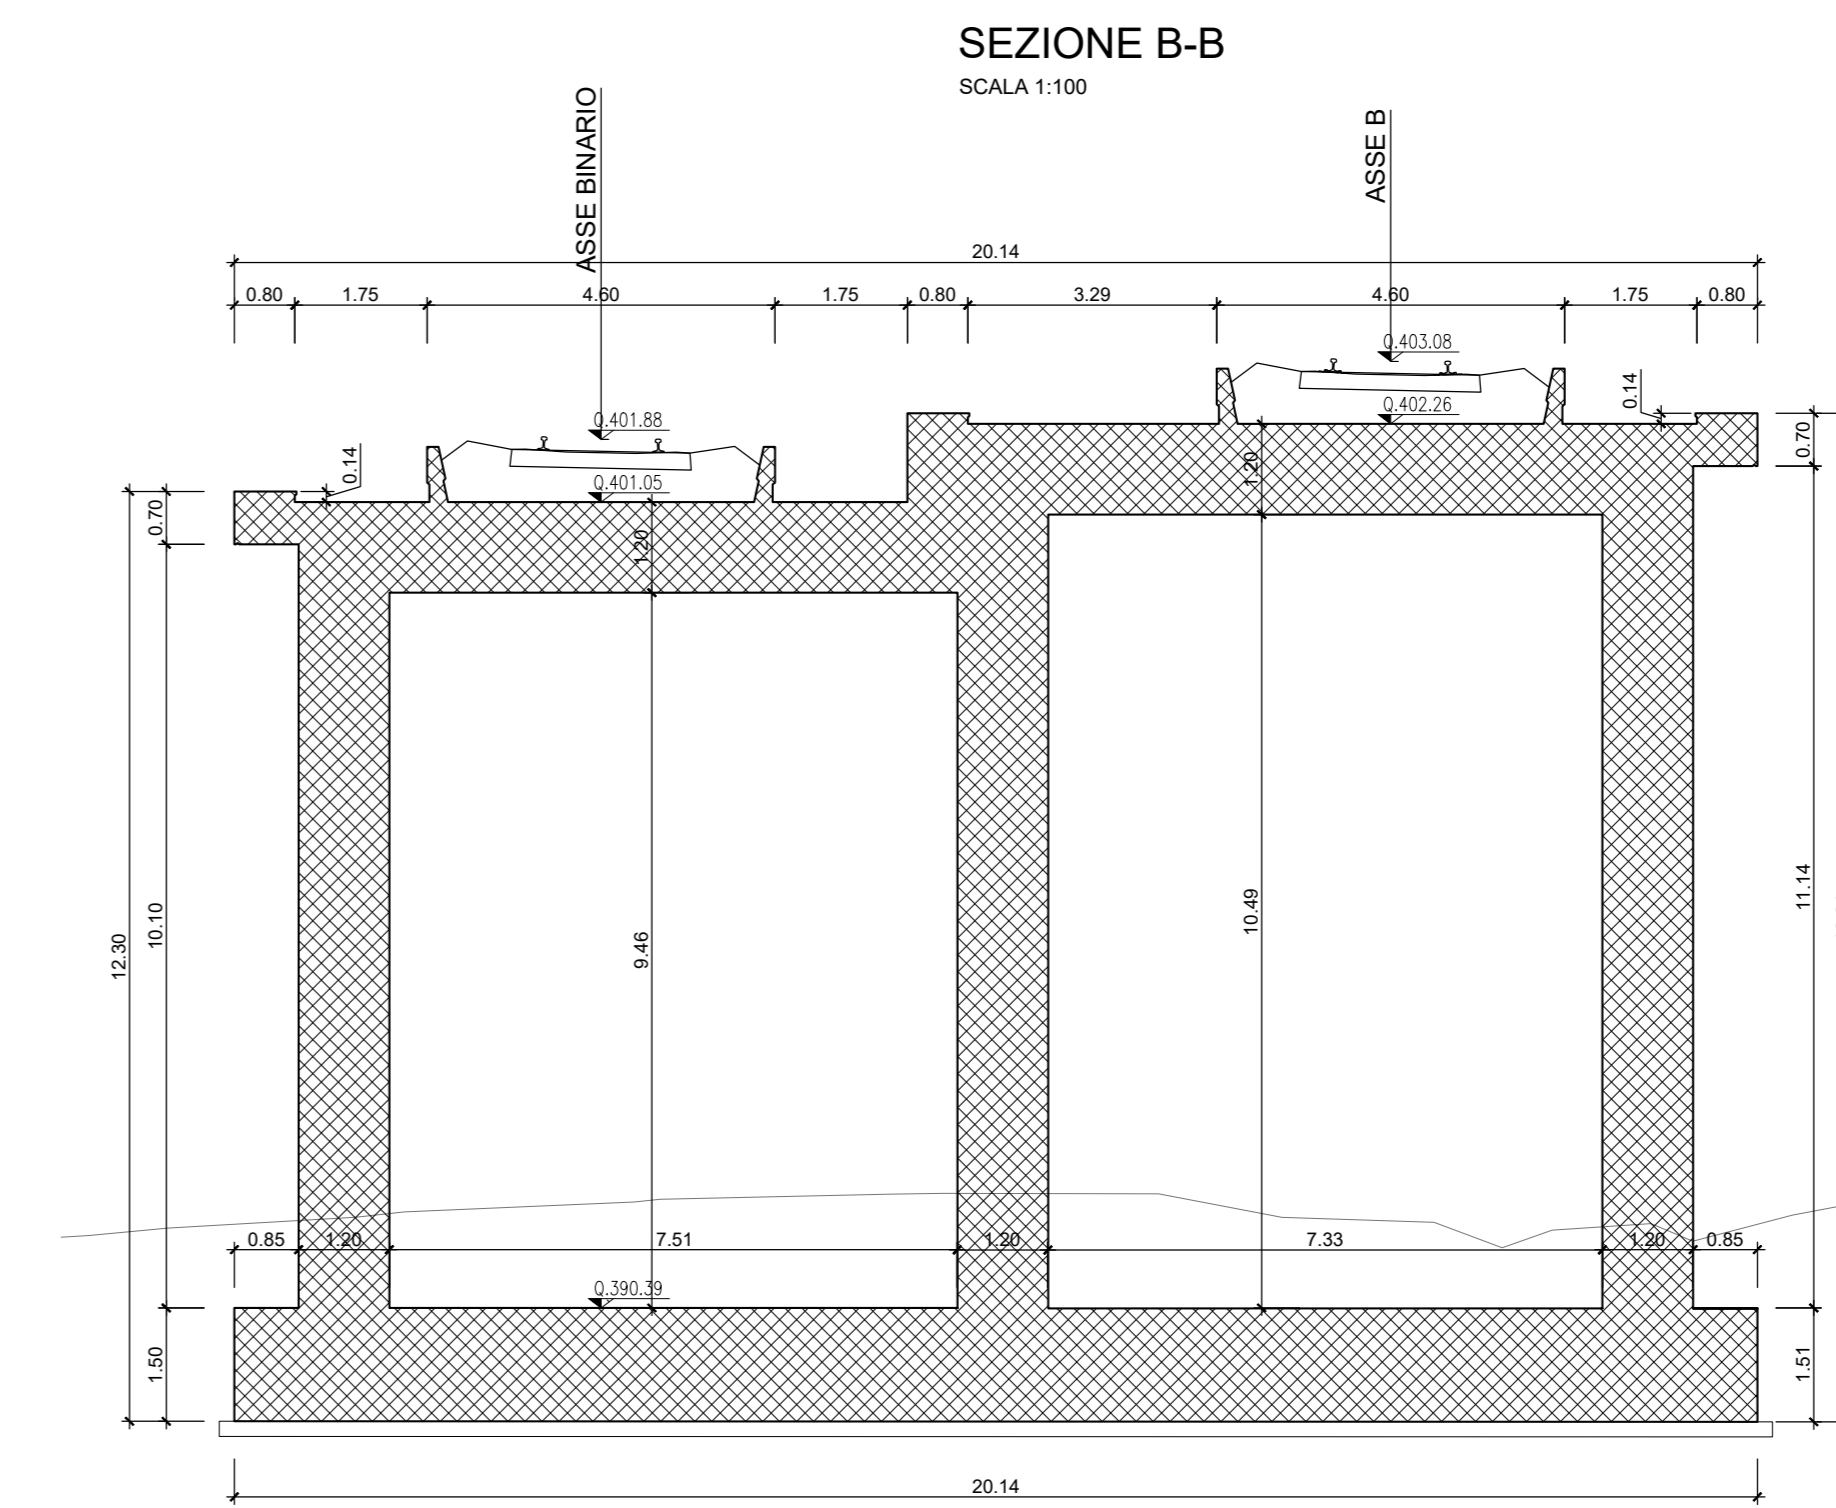 SEZIONE B-B
SCALA 1:100
ASSE BINARIO
ASSE B
20.14
0.80 1.75 4.60 1.75 0.80 3.29 4.60 1.75 0.80
Q.403.08
0.14
Q.402.26
Q.401.88
0.14
0.70
1.20
Q.401.05
0.70
1.20
11.14
10.49
10.10
9.46
12.30
0.85 1.20 7.51 1.20 7.33 1.20 0.85
Q.390.39
1.50
1.51
20.14